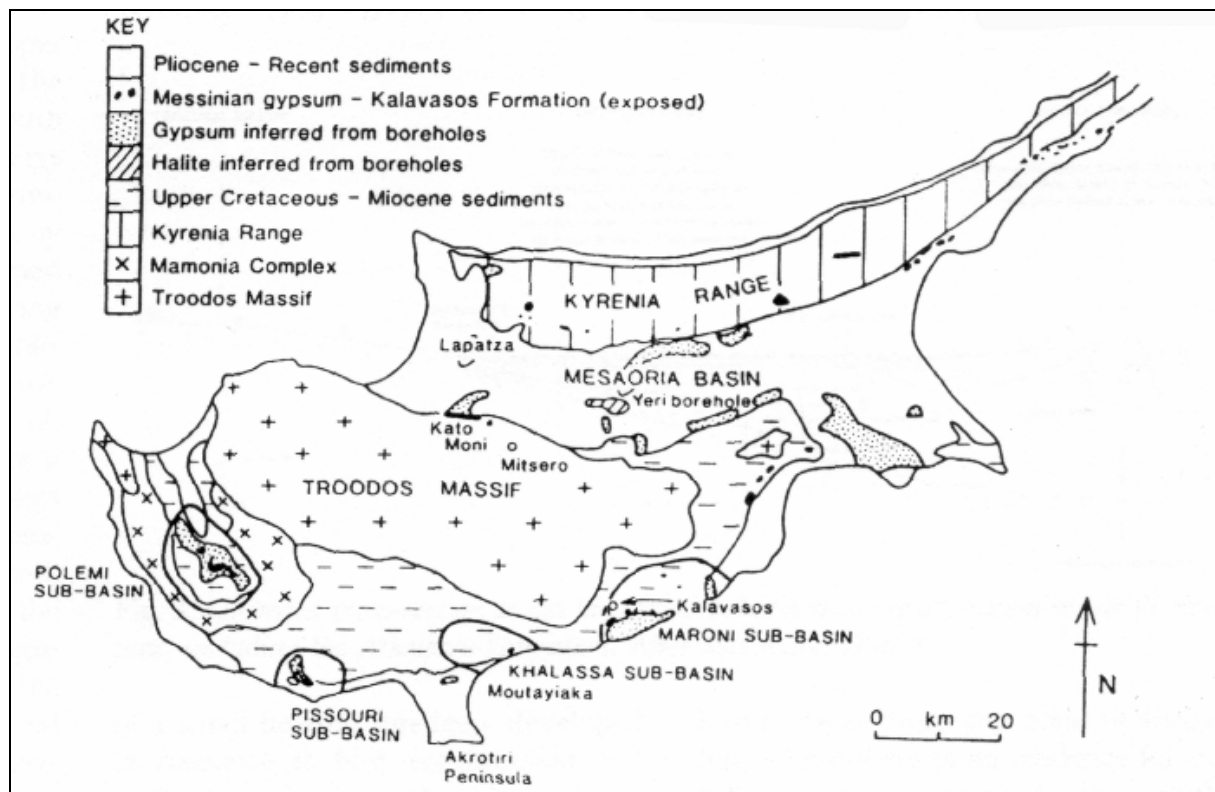 KEY
Pliocene – Recent sediments
Messinian gypsum – Kalavasos Formation (exposed)
Gypsum inferred from boreholes
Halite inferred from boreholes
Upper Cretaceous – Miocene sediments
Kyrenia Range
Mamonia Complex
Troodos Massif
KYRENIA RANGE
Lapatza
MESAORIA BASIN
Yeri borehole
Kato
Moni
Mitsero
TROODOS MASSIF
POLEMI
SUB-BASIN
Kalavasos
MARONI SUB-BASIN
KHALASSA SUB-BASIN
Moutayiaka
PISSOURI
SUB-BASIN
Akrotiri
Peninsula
0 km 20
N